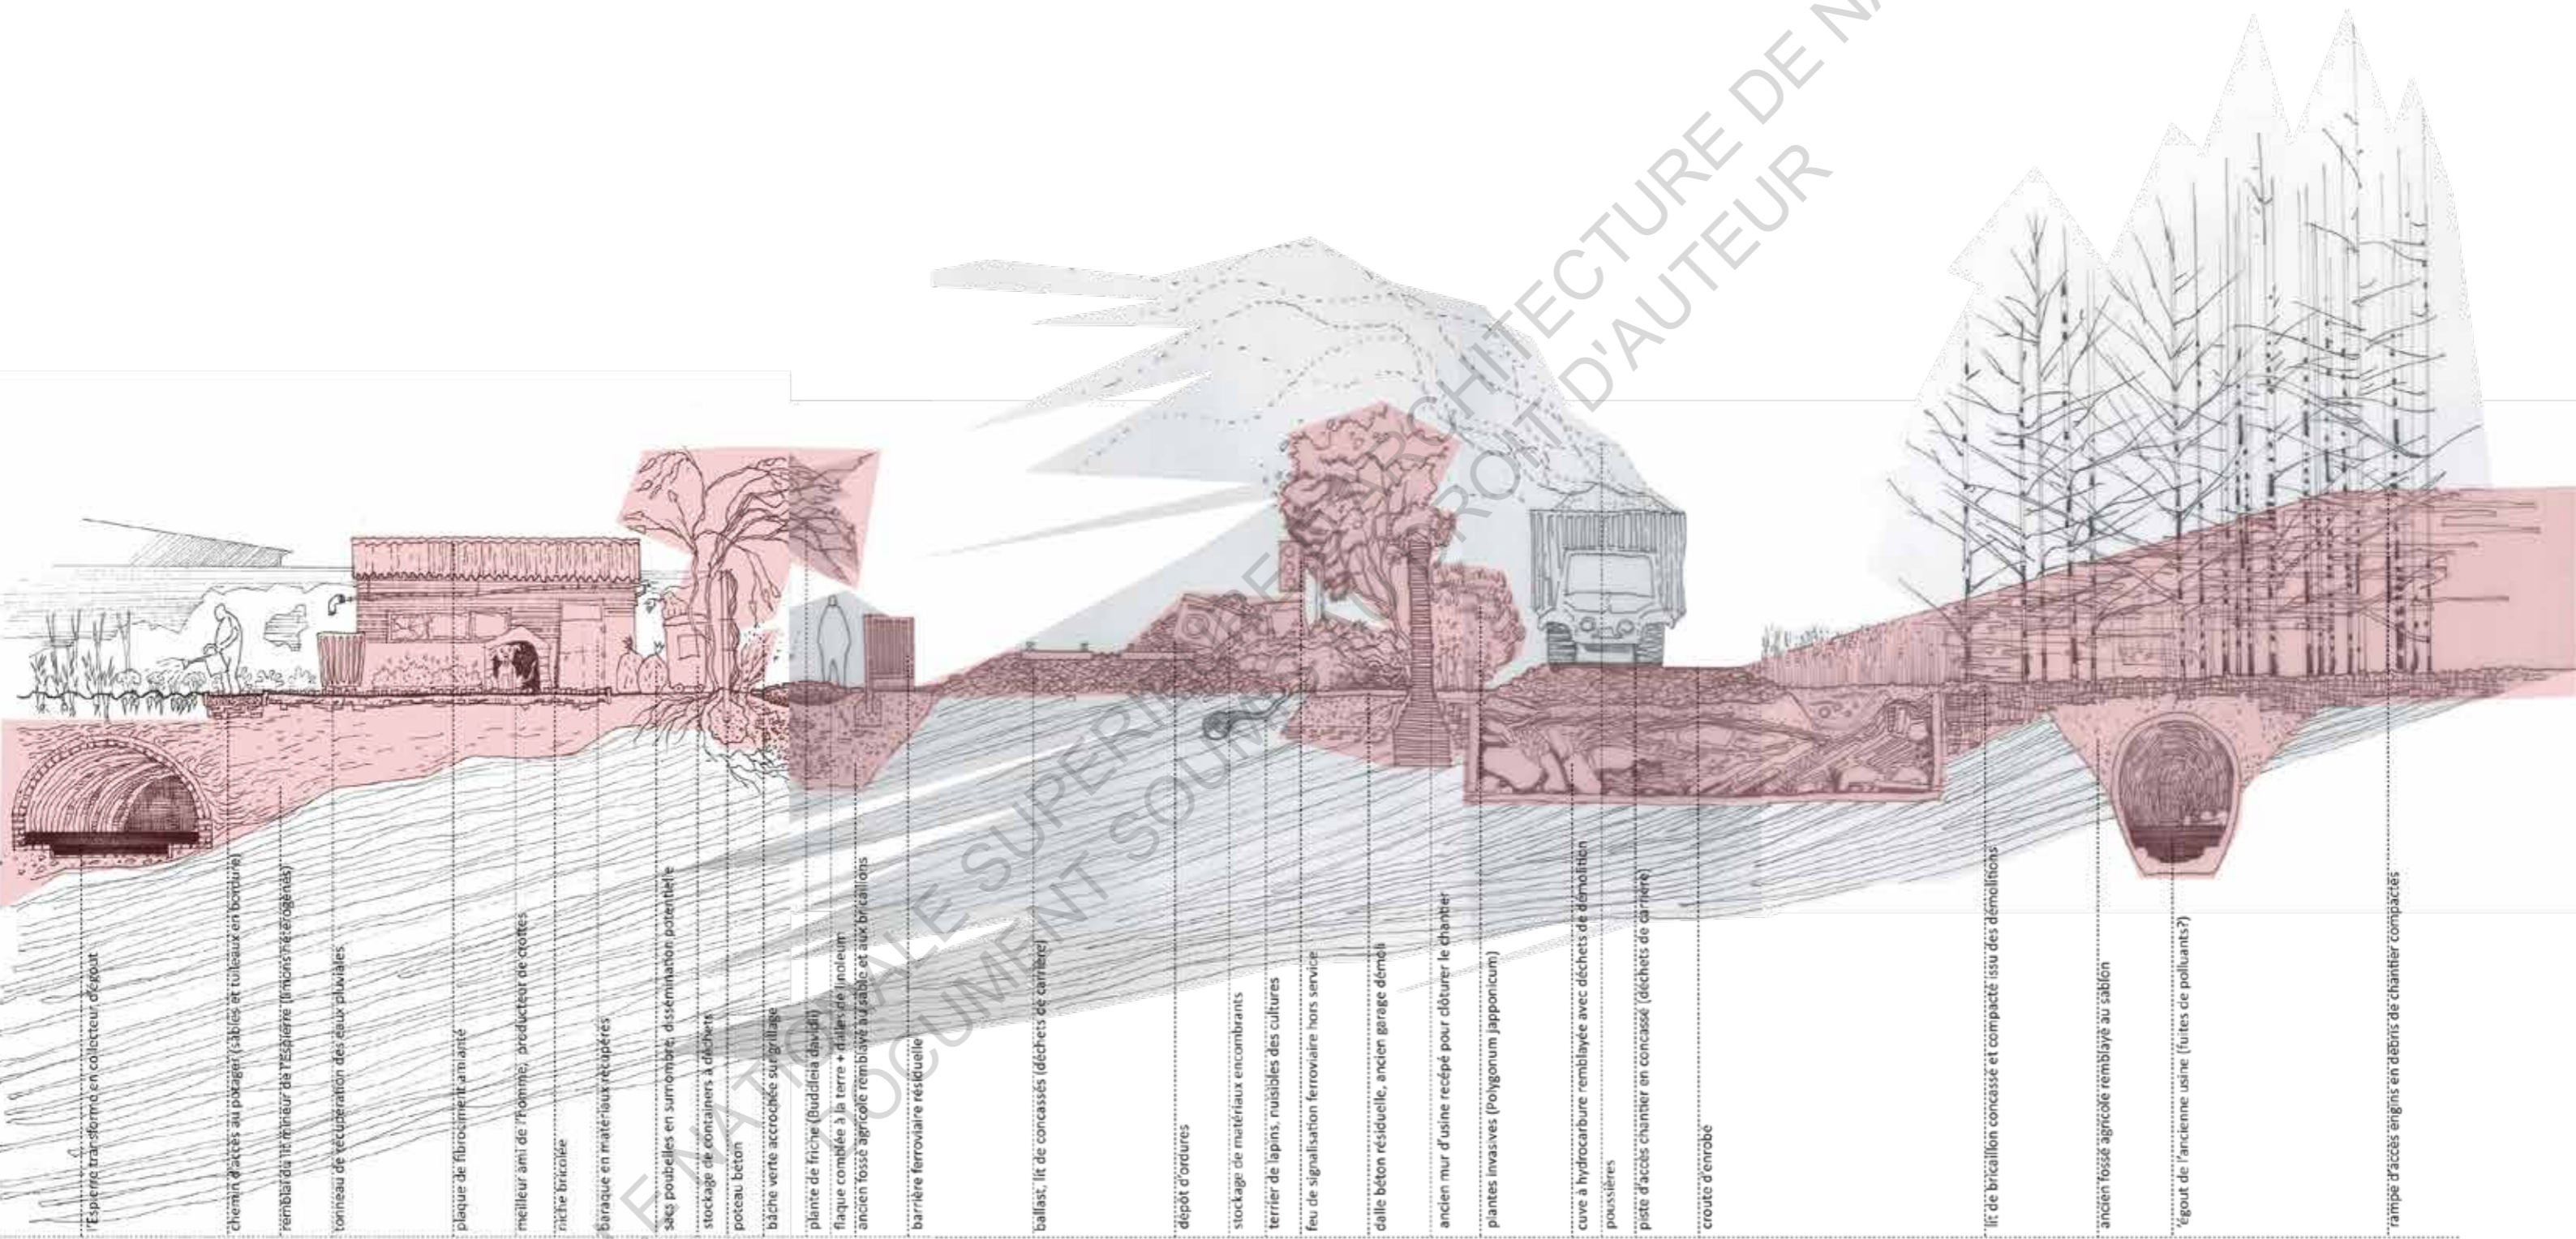 l'Espierre transformé en collecteur d'égout
chemin d'accès au potager (sables et tuileaux en bordure)
remblai du lit mineur de l'Espierre (limons hétérogènes)
tonneau de récupération des eaux pluviales
plaque de fibrociment amianté
meilleur ami de l'homme, producteur de crottes
niche bricolée
baraque en matériaux récupérés
sacs poubelles en surnombre, dissémination potentielle
stockage de containers à déchets
poteau béton
bâche verte accrochée sur grillage
plante de friche (Buddleia davidii)
flaque comblée à la terre + dalles de linoleum
ancien fossé agricole remblayé au sable et aux bricaillons
barrière ferroviaire résiduelle
ballast, lit de concassés (déchets de carrière)
dépôt d'ordures
stockage de matériaux encombrants
terrier de lapins, nuisibles des cultures
feu de signalisation ferroviaire hors service
dalle béton résiduelle, ancien garage démoli
ancien mur d'usine recépé pour clôturer le chantier
plantes invasives (Polygonum japponicum)
cuve à hydrocarbure remblayée avec déchets de démolition
poussières
piste d'accès chantier en concassé (déchets de carrière)
croute d'enrobé
lit de bricaillon concassé et compacté issu des démolitions
ancien fossé agricole remblayé au sablon
'égout de l'ancienne usine (fuites de polluants?)
rampe d'accès engins en débris de chantier compactés
E NATIONALE SUPERIEURE D'ARCHITECTURE DE NA
DOCUMENT SOUMIS AU DROIT D'AUTEUR